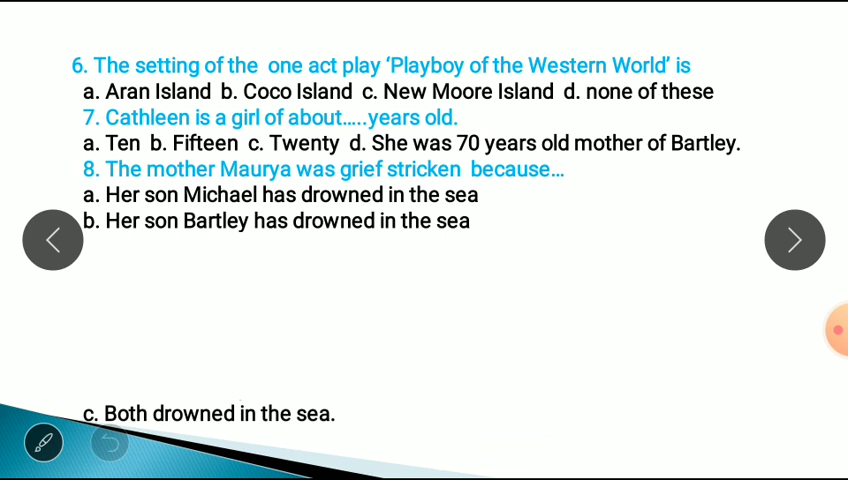 6. The setting of the one act play ‘Playboy of the Western World’ is
a. Aran Island b. Coco Island c. New Moore Island d. none of these
7. Cathleen is a girl of about…..years old.
a. Ten b. Fifteen c. Twenty d. She was 70 years old mother of Bartley.
8. The mother Maurya was grief stricken because…
a. Her son Michael has drowned in the sea
b. Her son Bartley has drowned in the sea
c. Both drowned in the sea.